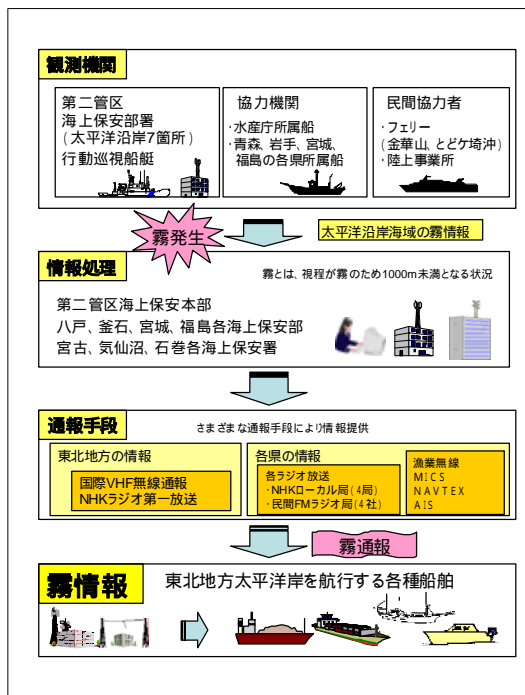 観測機関
第二管区
海上保安部署
(太平洋沿岸7箇所)
行動巡視船艇
協力機関
・水産庁所属船
・青森、岩手、宮城、
福島の各県所属船
民間協力者
・フェリー
(金華山、とどケ埼沖)
・陸上事業所
霧発生
太平洋沿岸海域の霧情報
情報処理
霧とは、視程が霧のため1000m未満となる状況
第二管区海上保安本部
八戸、釜石、宮城、福島各海上保安部
宮古、気仙沼、石巻各海上保安署
通報手段
さまざまな通報手段により情報提供
東北地方の情報
国際VHF無線通報
NHKラジオ第一放送
各県の情報
各ラジオ放送
・NHKローカル局(4局)
・民間FMラジオ局(4社)
漁業無線
MICS
NAVTEX
AIS
霧通報
霧情報
東北地方太平洋岸を航行する各種船舶